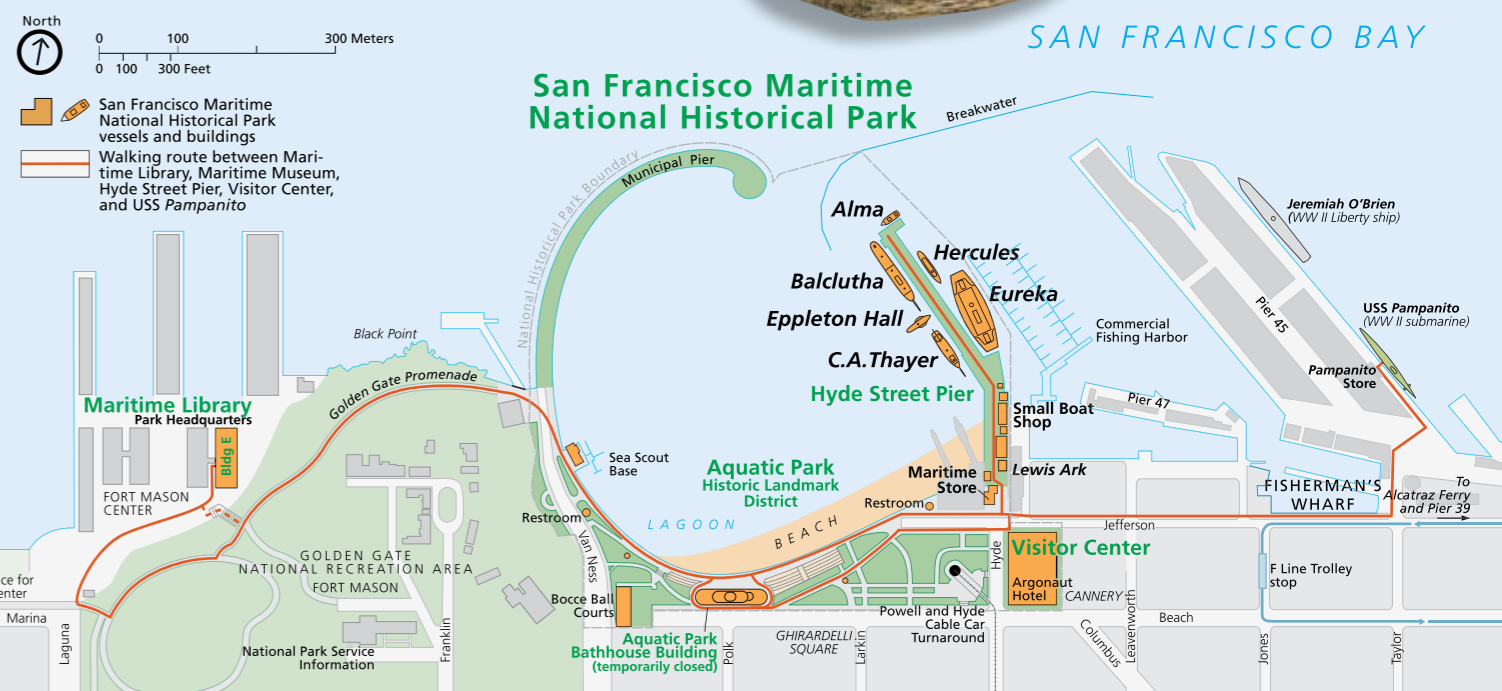 North
0 100 300 Meters
0 100 300 Feet
San Francisco Maritime
National Historical Park
vessels and buildings
Walking route between Mari-
time Library, Maritime Museum,
Hyde Street Pier, Visitor Center,
and USS Pampanito
SAN FRANCISCO BAY
San Francisco Maritime
National Historical Park
Breakwater
National Historical Park Boundary
Municipal Pier
Alma
Hercules
Balclutha
Eureka
Eppleton Hall
C.A.Thayer
Hyde Street Pier
Jeremiah O’Brien
(WW II Liberty ship)
Pier 45
USS Pampanito
(WW II submarine)
Pampanito
Store
Commercial
Fishing Harbor
Pier 47
Black Point
Golden Gate Promenade
Maritime Library
Park Headquarters
Bldg E
FORT MASON
CENTER
Small Boat
Shop
Lewis Ark
Sea Scout
Base
Aquatic Park
Historic Landmark
District
Maritime
Store
Restroom
Restroom
LAGOON
BEACH
FISHERMAN’S
WHARF
To
Alcatraz Ferry
and Pier 39
Jefferson
Hyde
Visitor Center
Argonaut
Hotel
CANNERY
F Line Trolley
stop
GOLDEN GATE
NATIONAL RECREATION AREA
FORT MASON
Van Ness
Bocce Ball
Courts
Powell and Hyde
Cable Car
Turnaround
ce for
enter
Marina
Laguna
National Park Service
Information
Franklin
Aquatic Park
Bathhouse Building
(temporarily closed)
Polk
GHIRARDELLI
SQUARE
Larkin
Columbus
Leavenworth
Beach
Jones
Taylor